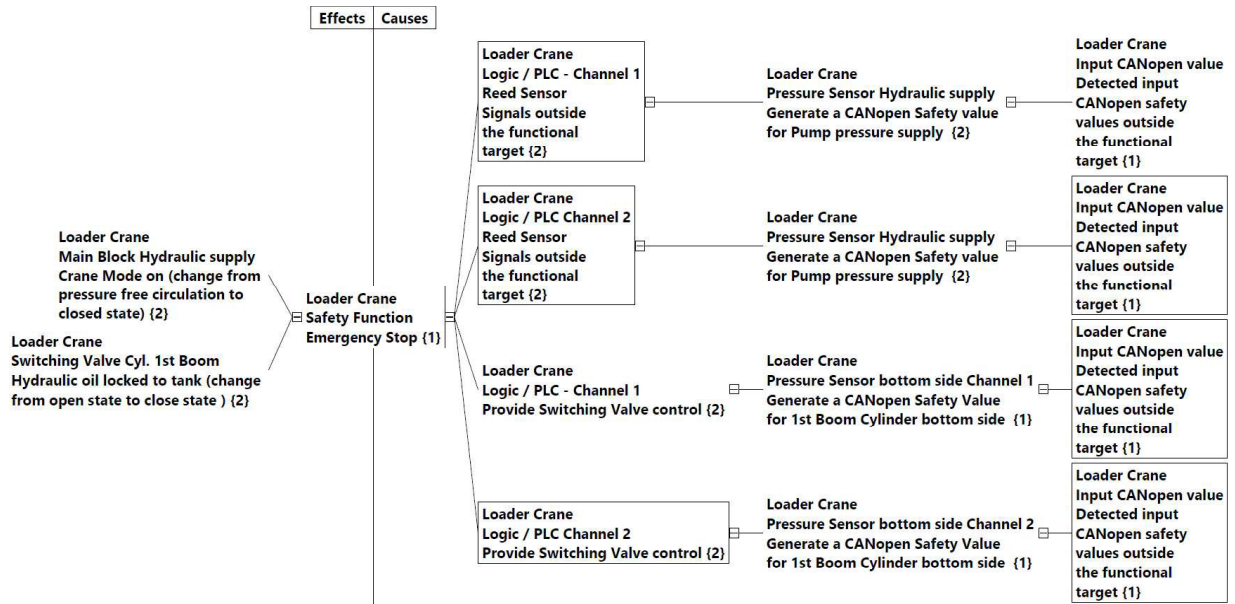 Effects Causes
Loader Crane
Main Block Hydraulic supply
Crane Mode on (change from
pressure free circulation to
closed state) {2}
Loader Crane
Switching Valve Cyl. 1st Boom
Hydraulic oil locked to tank (change
from open state to close state ) {2}
Loader Crane
Safety Function
Emergency Stop {1}
Loader Crane
Logic / PLC - Channel 1
Reed Sensor
Signals outside
the functional
target {2}
Loader Crane
Pressure Sensor Hydraulic supply
Generate a CANopen Safety value
for Pump pressure supply {2}
Loader Crane
Input CANopen value
Detected input
CANopen safety
values outside
the functional
target {1}
Loader Crane
Logic / PLC Channel 2
Reed Sensor
Signals outside
the functional
target {2}
Loader Crane
Pressure Sensor Hydraulic supply
Generate a CANopen Safety value
for Pump pressure supply {2}
Loader Crane
Input CANopen value
Detected input
CANopen safety
values outside
the functional
target {1}
Loader Crane
Logic / PLC - Channel 1
Provide Switching Valve control {2}
Loader Crane
Pressure Sensor bottom side Channel 1
Generate a CANopen Safety Value
for 1st Boom Cylinder bottom side {1}
Loader Crane
Input CANopen value
Detected input
CANopen safety
values outside
the functional
target {1}
Loader Crane
Logic / PLC Channel 2
Provide Switching Valve control {2}
Loader Crane
Pressure Sensor bottom side Channel 2
Generate a CANopen Safety Value
for 1st Boom Cylinder bottom side {1}
Loader Crane
Input CANopen value
Detected input
CANopen safety
values outside
the functional
target {1}